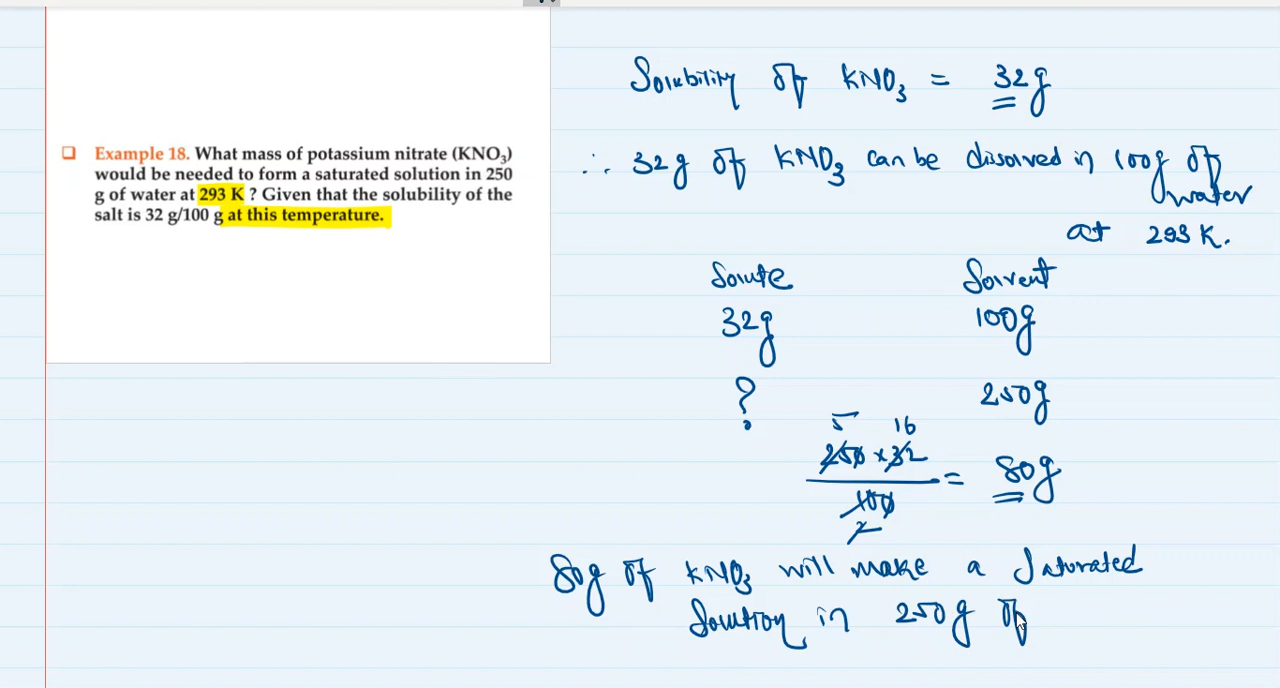 ❑ Example 18. What mass of potassium nitrate (KNO₃)
would be needed to form a saturated solution in 250
g of water at 293 K ? Given that the solubility of the
salt is 32 g/100 g at this temperature.
Solubility of KNO₃ = 32g
∴ 32g of KNO₃ can be dissolved in 100g of
water
at 293 K.
Solute Solvent
32g 100g
? 250g
5 16
250 × 32
100
2
= 80g
80g of KNO₃ will make a saturated
solution in 250g of